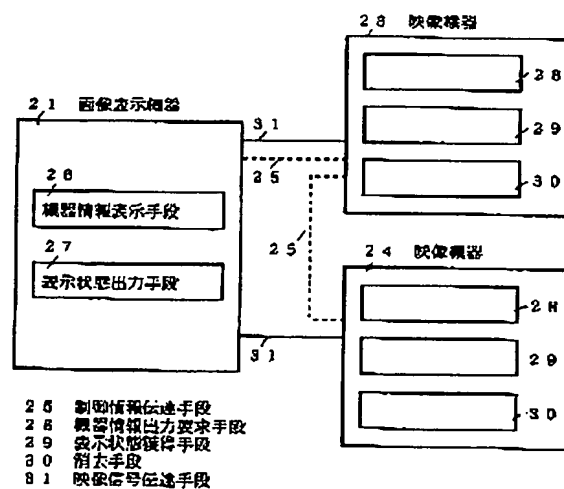 23 映像機器
28
29
30
21 画像表示機器
31
25
26
機器情報表示手段
27
表示状態出力手段
25
24 映像機器
28
29
30
31
25 制御情報伝達手段
28 機器情報出力要求手段
29 表示状態獲得手段
30 消去手段
31 映像信号伝達手段